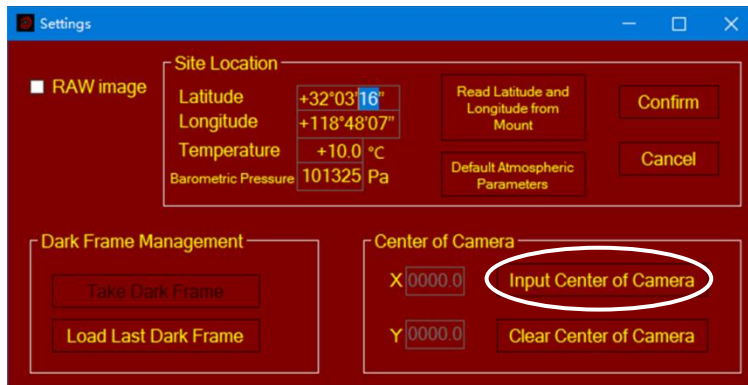 Settings
RAW image
Site Location
Latitude +32°03'16"
Longitude +118°48'07"
Temperature +10.0 °C
Barometric Pressure 101325 Pa
Read Latitude and
Longitude from
Mount
Default Atmospheric
Parameters
Confirm
Cancel
Dark Frame Management
Take Dark Frame
Load Last Dark Frame
Center of Camera
X 0000.0 Input Center of Camera
Y 0000.0 Clear Center of Camera